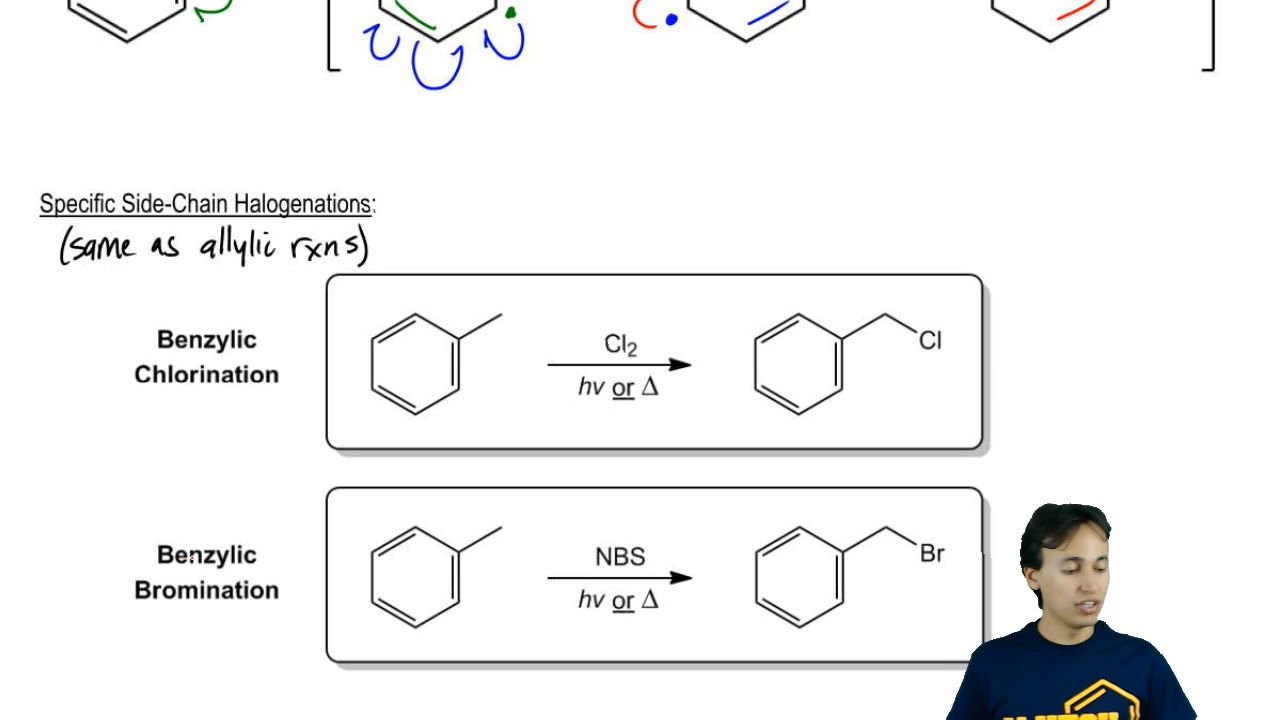 Specific Side-Chain Halogenations:
(same as allylic rxns)
Benzylic
Chlorination
Cl2
hv or Δ
Cl
Benzylic
Bromination
NBS
hv or Δ
Br